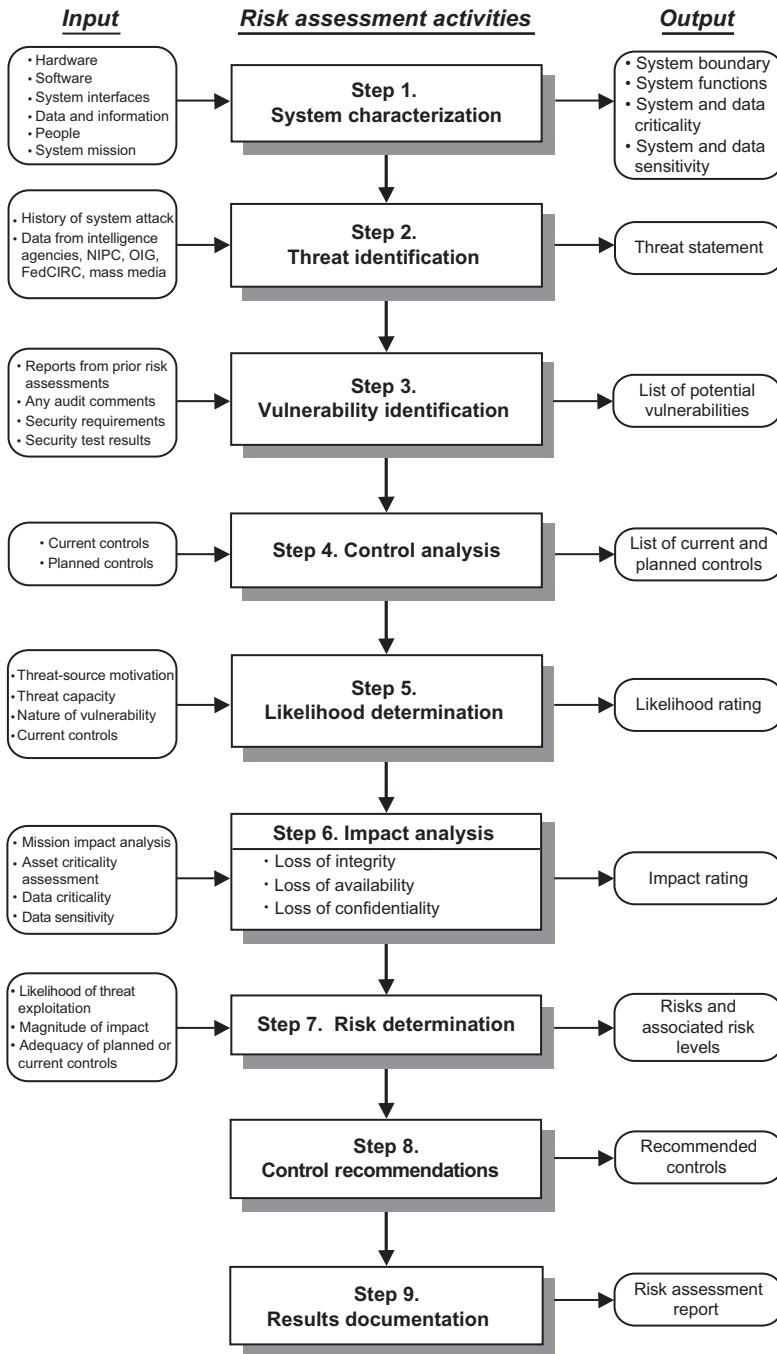 Input
Risk assessment activities
Output
• Hardware
• Software
• System interfaces
• Data and information
• People
• System mission
Step 1.
System characterization
• System boundary
• System functions
• System and data
criticality
• System and data
sensitivity
• History of system attack
• Data from intelligence
agencies, NIPC, OIG,
FedCIRC, mass media
Step 2.
Threat identification
Threat statement
• Reports from prior risk
assessments
• Any audit comments
• Security requirements
• Security test results
Step 3.
Vulnerability identification
List of potential
vulnerabilities
• Current controls
• Planned controls
Step 4. Control analysis
List of current and
planned controls
•Threat-source motivation
•Threat capacity
•Nature of vulnerability
•Current controls
Step 5.
Likelihood determination
Likelihood rating
• Mission impact analysis
• Asset criticality
assessment
• Data criticality
• Data sensitivity
Step 6. Impact analysis
· Loss of integrity
· Loss of availability
· Loss of confidentiality
Impact rating
• Likelihood of threat
exploitation
• Magnitude of impact
• Adequacy of planned or
current controls
Step 7. Risk determination
Risks and
associated risk
levels
Step 8.
Control recommendations
Recommended
controls
Step 9.
Results documentation
Risk assessment
report